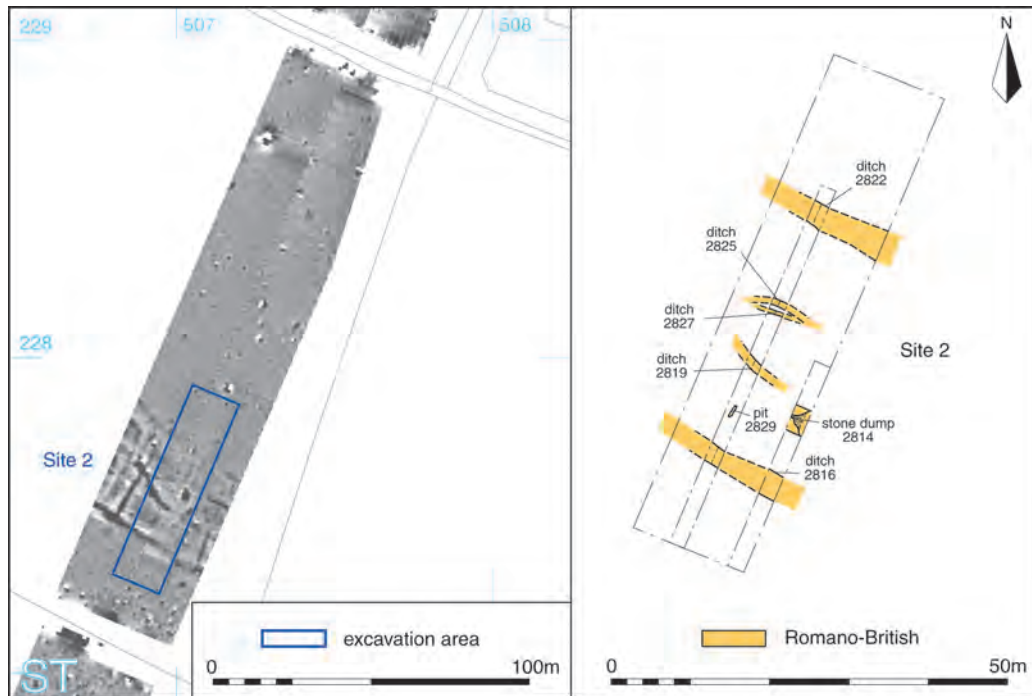 229
507
508
228
Site 2
ST
excavation area
0
100m
N
ditch
2822
ditch
2825
ditch
2827
Site 2
ditch
2819
pit
2829
stone dump
2814
ditch
2816
Romano-British
0
50m